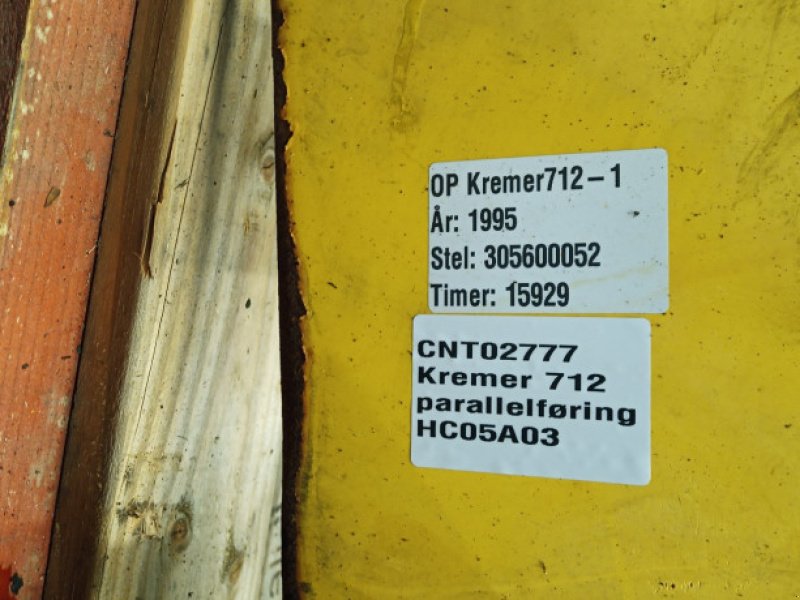 OP Kremer712-1
År: 1995
Stel: 305600052
Timer: 15929
CNT02777
Kremer 712
parallelføring
HC05A03